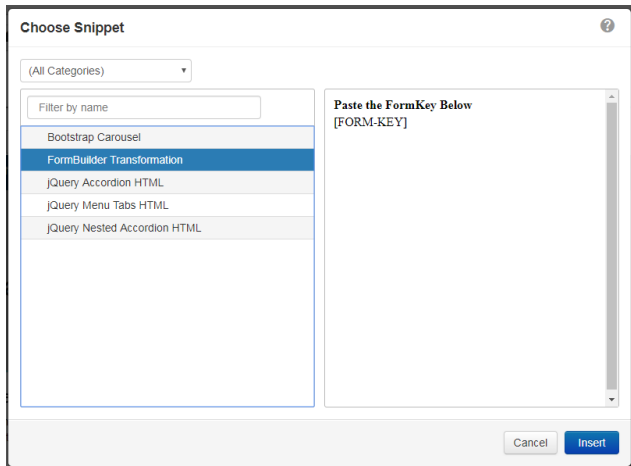 Choose Snippet
?
(All Categories)
Filter by name
Bootstrap Carousel
FormBuilder Transformation
jQuery Accordion HTML
jQuery Menu Tabs HTML
jQuery Nested Accordion HTML
Paste the FormKey Below
[FORM-KEY]
Cancel
Insert